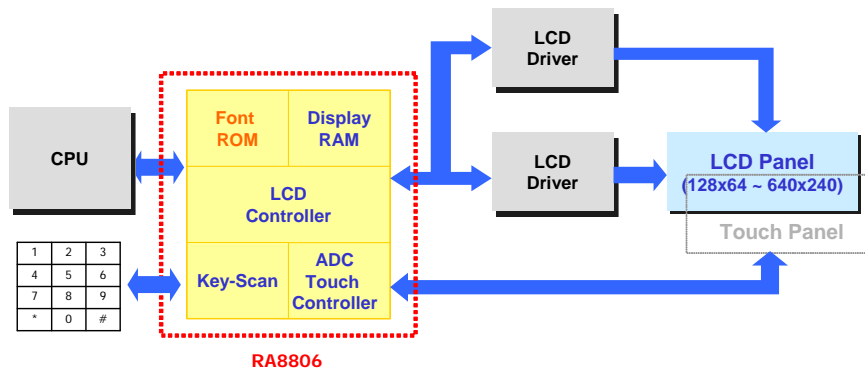 LCD
Driver
Font
ROM
Display
RAM
CPU
LCD
Controller
LCD
Driver
LCD Panel
(128x64 ~ 640x240)
Touch Panel
1 2 3
4 5 6
7 8 9
* 0 #
Key-Scan
ADC
Touch
Controller
RA8806